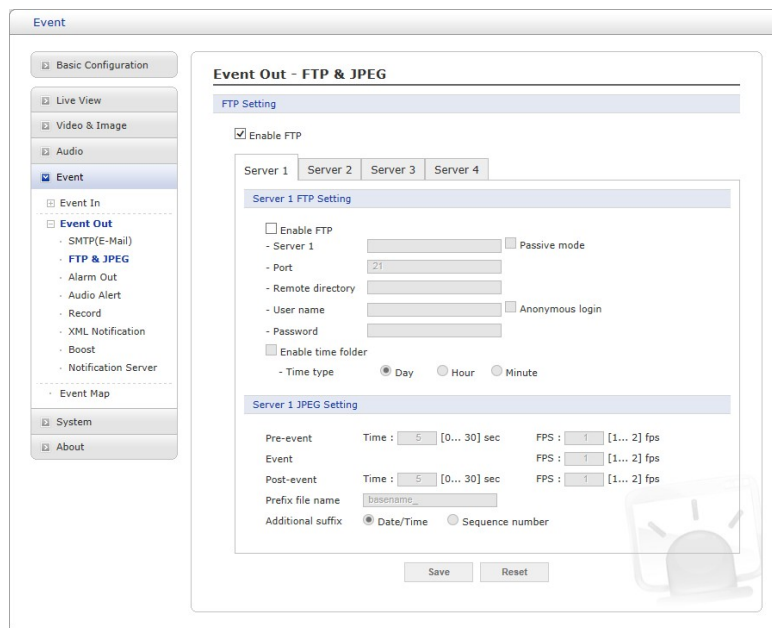 Event
Basic Configuration
Live View
Video & Image
Audio
Event
Event In
Event Out
SMTP(E-Mail)
FTP & JPEG
Alarm Out
Audio Alert
Record
XML Notification
Boost
Notification Server
Event Map
System
About
Event Out - FTP & JPEG
FTP Setting
Enable FTP
Server 1 Server 2 Server 3 Server 4
Server 1 FTP Setting
Enable FTP
- Server 1 Passive mode
- Port 21
- Remote directory
- User name Anonymous login
- Password
Enable time folder
- Time type Day Hour Minute
Server 1 JPEG Setting
Pre-event Time : 5 [0... 30] sec FPS : 1 [1... 2] fps
Event FPS : 1 [1... 2] fps
Post-event Time : 5 [0... 30] sec FPS : 1 [1... 2] fps
Prefix file name basename_
Additional suffix Date/Time Sequence number
Save Reset